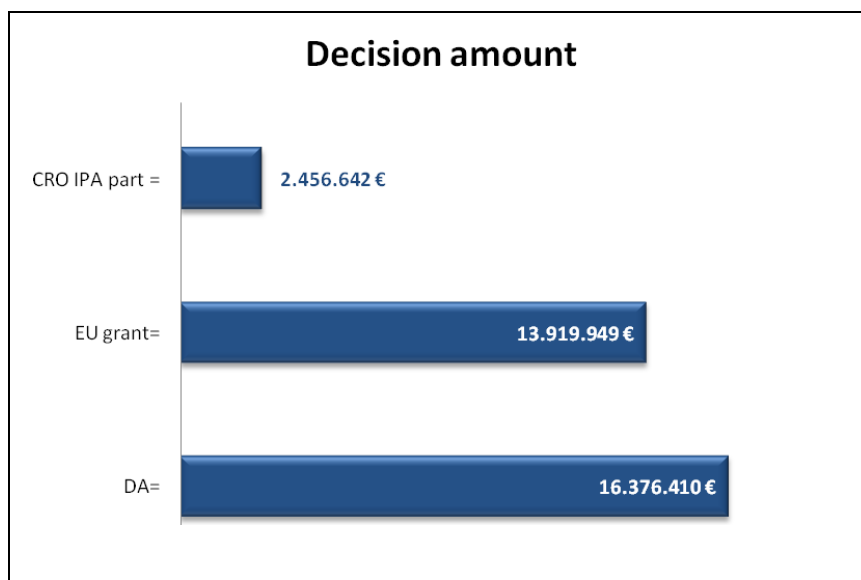 Decision amount
CRO IPA part =
2.456.642 €
EU grant=
13.919.949 €
DA=
16.376.410 €